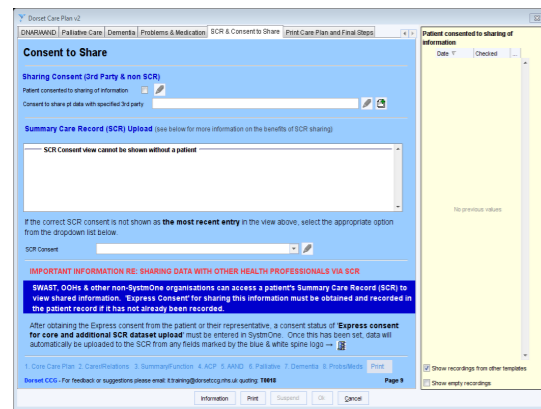 Dorset Care Plan v2
DNAR/AND Palliative Care Dementia Problems & Medication SCR & Consent to Share Print Care Plan and Final Steps
Consent to Share
Sharing Consent (3rd Party & non SCR)
Patient consented to sharing of information
Consent to share pt data with specified 3rd party
Summary Care Record (SCR) Upload (see below for more information on the benefits of SCR sharing)
SCR Consent view cannot be shown without a patient
If the correct SCR consent is not shown as the most recent entry in the view above, select the appropriate option
from the dropdown list below.
SCR Consent
IMPORTANT INFORMATION RE: SHARING DATA WITH OTHER HEALTH PROFESSIONALS VIA SCR
SWAST, OOHs & other non-SystmOne organisations can access a patient's Summary Care Record (SCR) to
view shared information. 'Express Consent' for sharing this information must be obtained and recorded in
the patient record if it has not already been recorded.
After obtaining the Express consent from the patient or their representative, a consent status of 'Express consent
for core and additional SCR dataset upload' must be entered in SystmOne. Once this has been set, data will
automatically be uploaded to the SCR from any fields marked by the blue & white spine logo →
1. Core Care Plan 2. Carer/Relations 3. Summary/Function 4. ACP 5. AAND 6. Palliative 7. Dementia 8. Probs/Meds Print
Dorset CCG - For feedback or suggestions please email: it.training@dorsetccg.nhs.uk quoting: T0018 Page 9
Patient consented to sharing of
information
Date Checked ...
No previous values
Show recordings from other templates
Show empty recordings
Information Print Suspend Ok Cancel